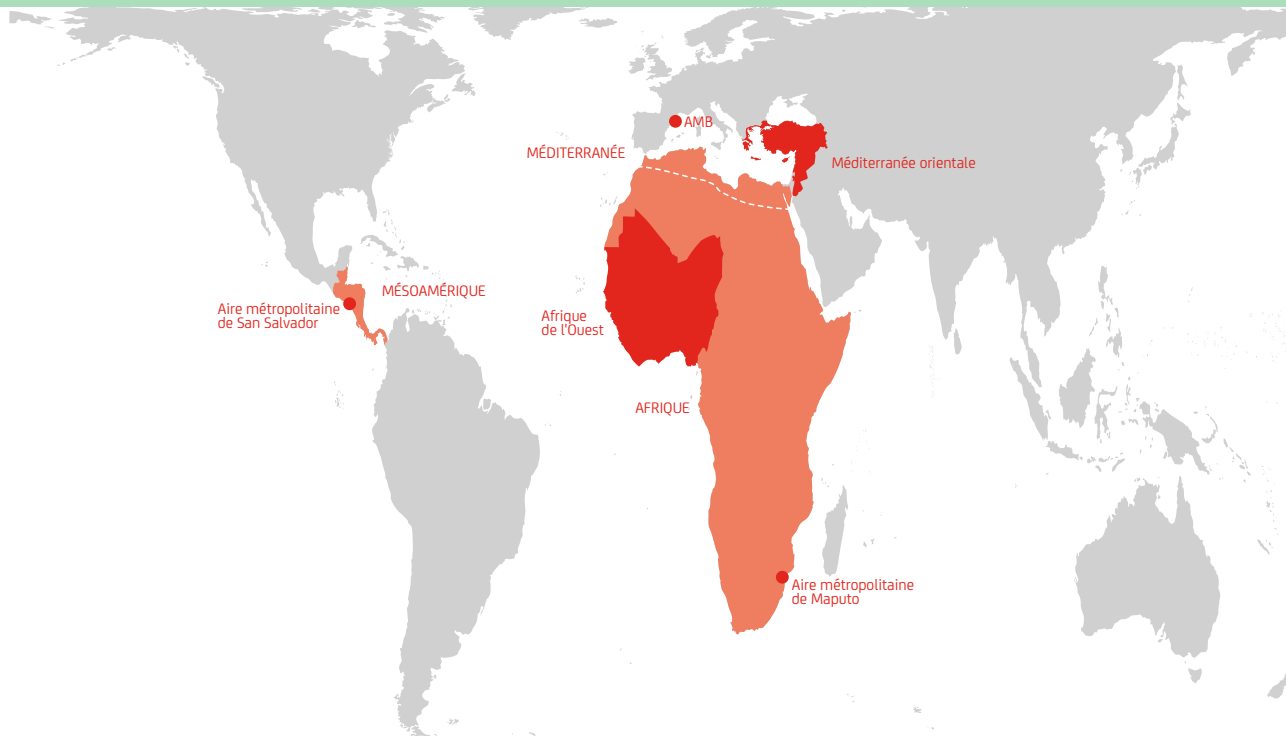 AMB
MÉDITERRANÉE
Méditerranée orientale
MÉSOAMÉRIQUE
Aire métropolitaine
de San Salvador
Afrique
de l'Ouest
AFRIQUE
Aire métropolitaine
de Maputo